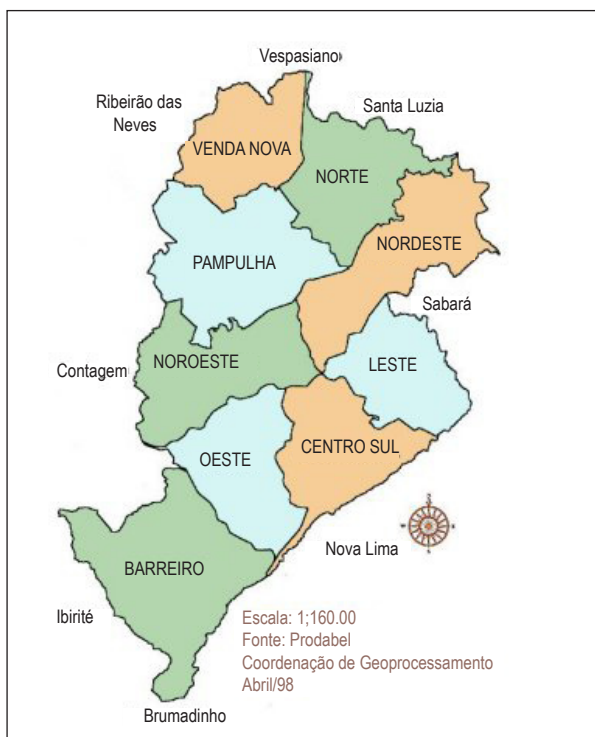 Vespasiano
Ribeirão das
Neves
Santa Luzia
VENDA NOVA
NORTE
NORDESTE
PAMPULHA
Sabará
NOROESTE
LESTE
Contagem
OESTE
CENTRO SUL
Nova Lima
BARREIRO
Ibirité
Escala: 1;160.00
Fonte: Prodabel
Coordenação de Geoprocessamento
Abril/98
Brumadinho